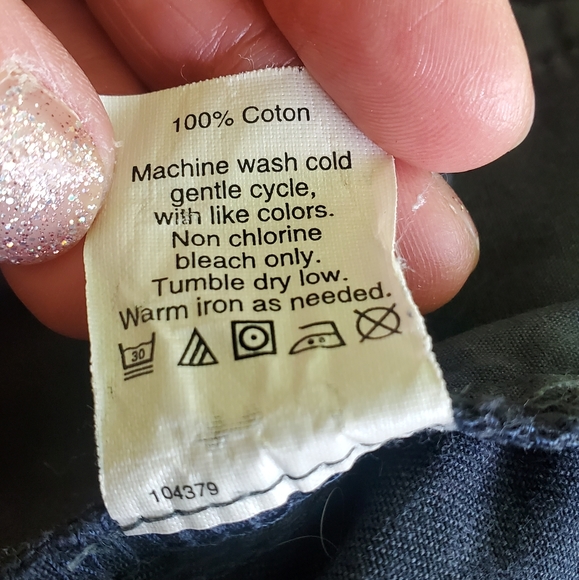 100% Coton
Machine wash cold
gentle cycle,
with like colors.
Non chlorine
bleach only.
Tumble dry low.
Warm iron as needed.
30
104379